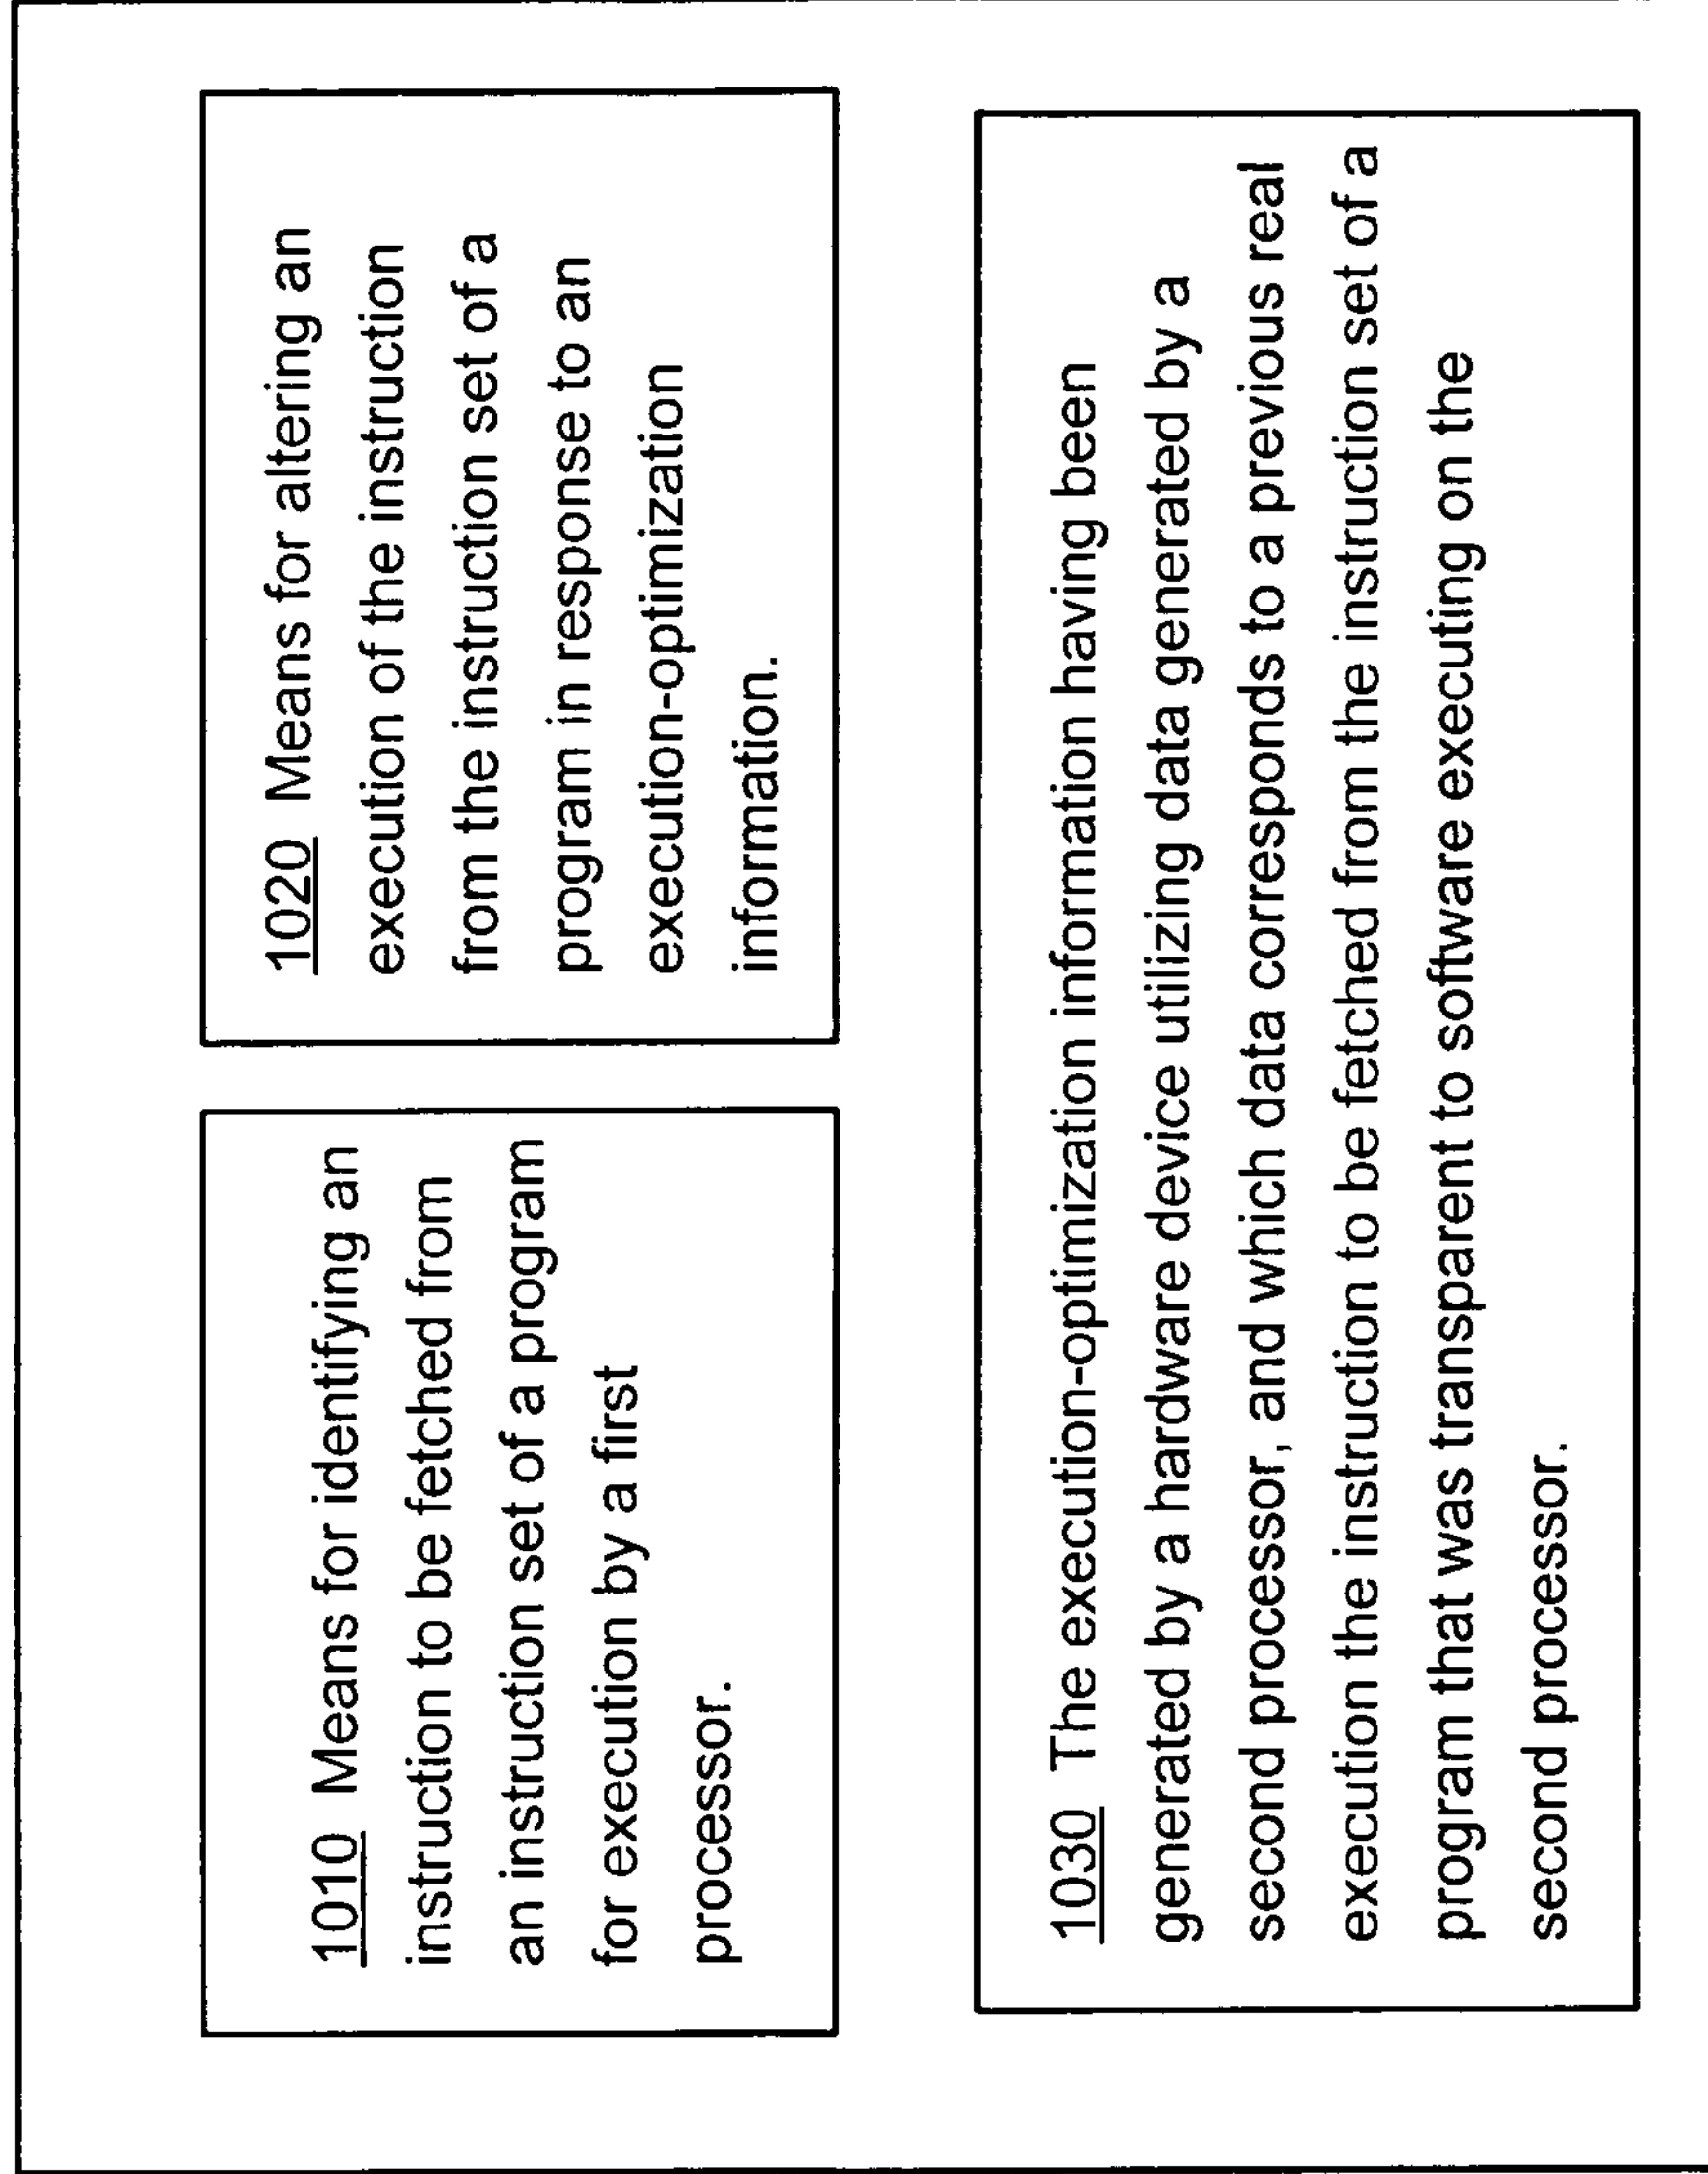 1010 Means for identifying an
instruction to be fetched from
an instruction set of a program
for execution by a first
processor.
1020 Means for altering an
execution of the instruction
from the instruction set of a
program in response to an
execution-optimization
information.
1030 The execution-optimization information having been
generated by a hardware device utilizing data generated by a
second processor, and which data corresponds to a previous real
execution the instruction to be fetched from the instruction set of a
program that was transparent to software executing on the
second processor.